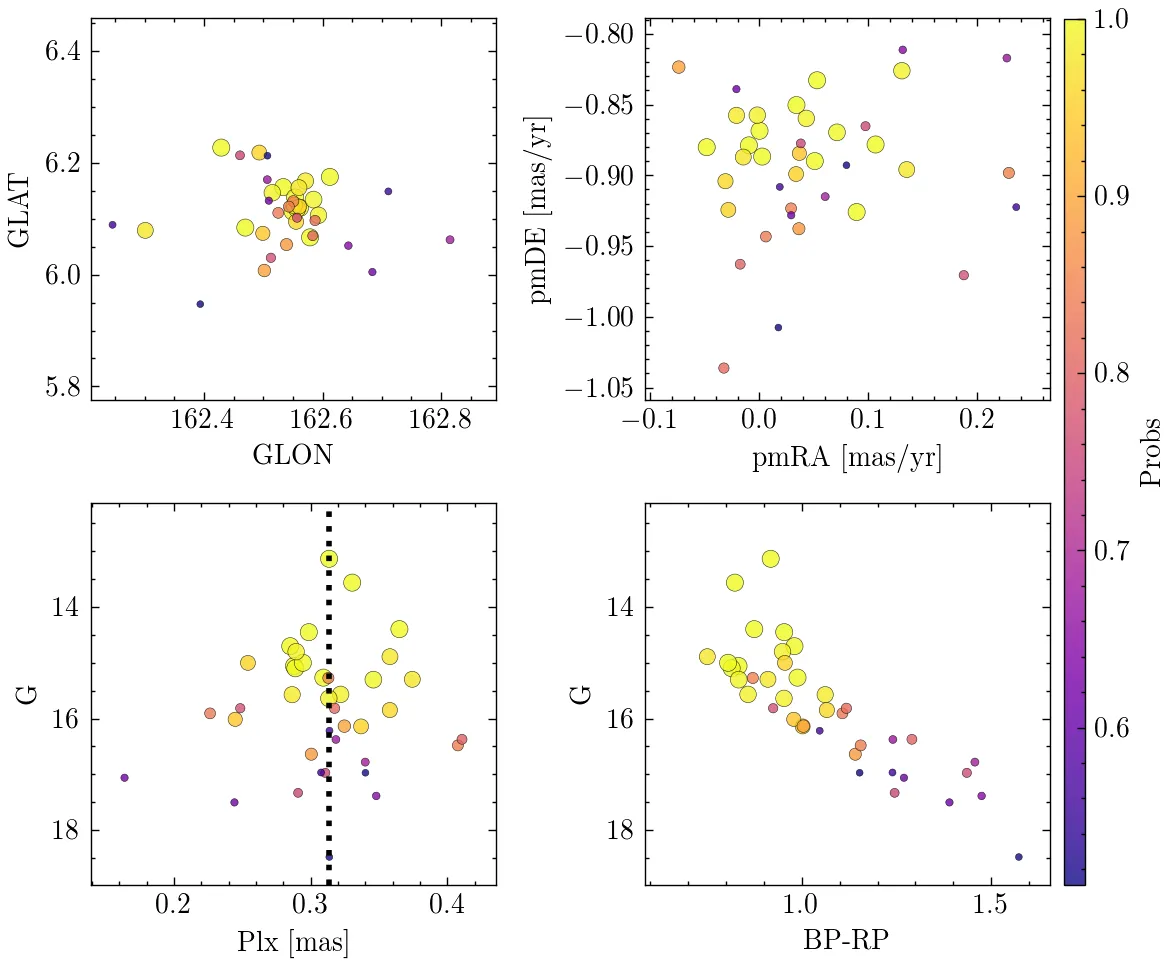 6.4
6.2
6.0
5.8
GLAT
162.4 162.6 162.8
GLON
−0.80
−0.85
−0.90
−0.95
−1.00
−1.05
pmDE [mas/yr]
−0.1 0.0 0.1 0.2
pmRA [mas/yr]
14
16
18
G
0.2 0.3 0.4
Plx [mas]
14
16
18
G
1.0 1.5
BP-RP
1.0
0.9
0.8
0.7
0.6
Probs